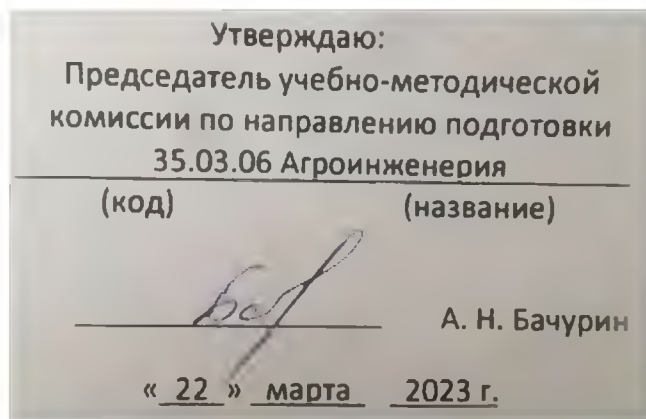 Утверждаю:
Председатель учебно-методической
комиссии по направлению подготовки
35.03.06 Агроинженерия
(код) (название)
А. Н. Бачурин
« 22 » марта 2023 г.